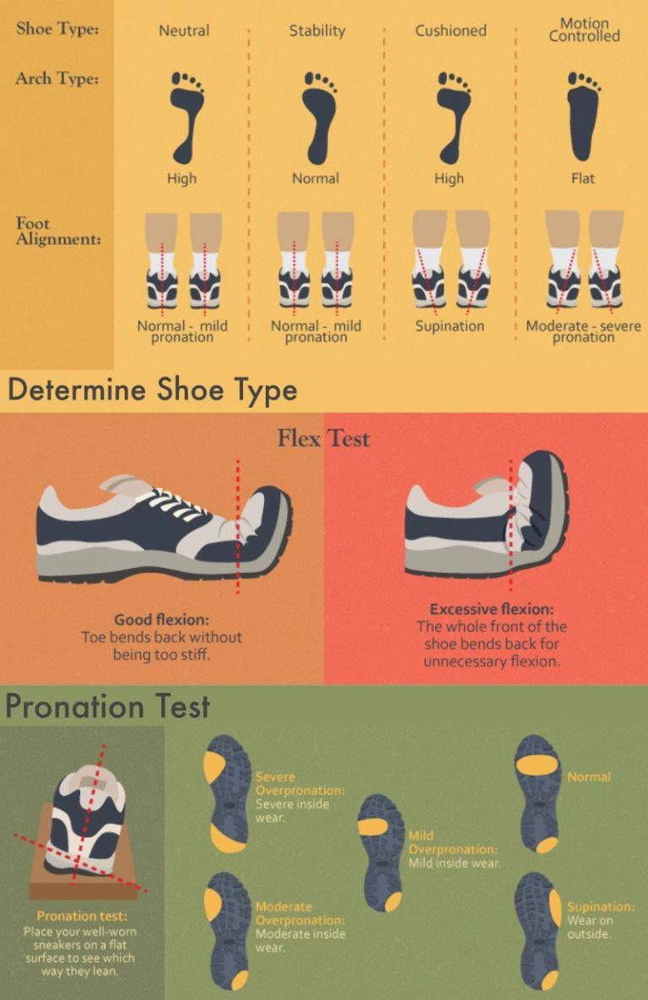 Shoe Type:
Neutral
Stability
Cushioned
Motion
Controlled
Arch Type:
High
Normal
High
Flat
Foot
Alignment:
Normal - mild
pronation
Normal - mild
pronation
Supination
Moderate - severe
pronation
Determine Shoe Type
Flex Test
Good flexion:
Toe bends back without
being too stiff.
Excessive flexion:
The whole front of the
shoe bends back for
unnecessary flexion.
Pronation Test
Pronation test:
Place your well-worn
sneakers on a flat
surface to see which
way they lean.
Severe
Overpronation:
Severe inside
wear.
Moderate
Overpronation:
Moderate inside
wear.
Mild
Overpronation:
Mild inside wear.
Normal
Supination:
Wear on
outside.